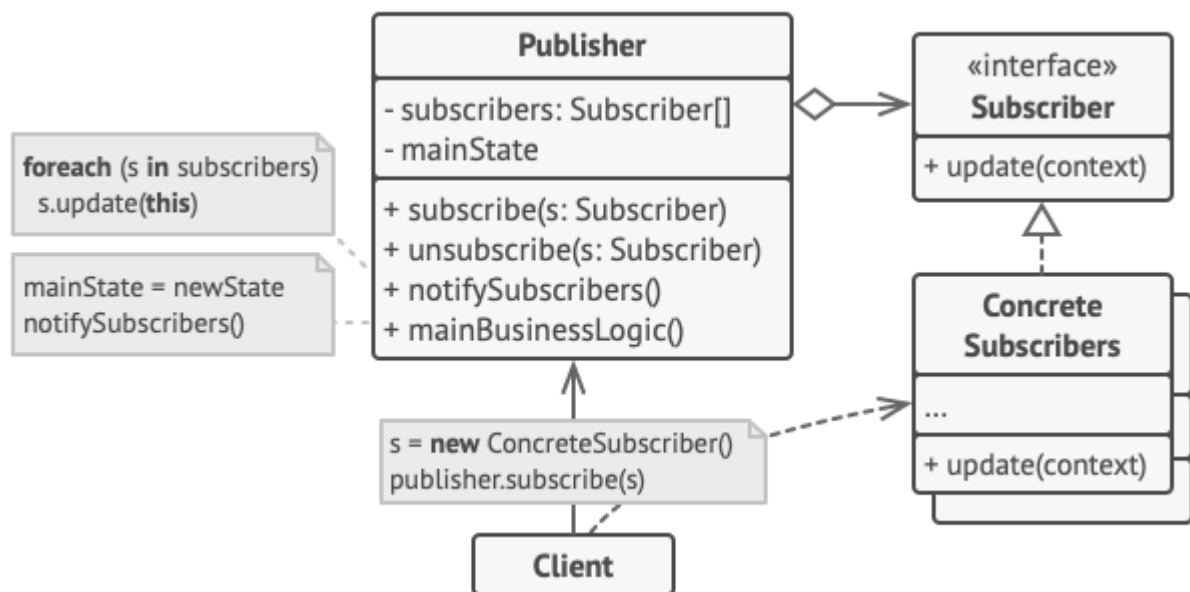 Publisher
- subscribers: Subscriber[]
- mainState
+ subscribe(s: Subscriber)
+ unsubscribe(s: Subscriber)
+ notifySubscribers()
+ mainBusinessLogic()
«interface»
Subscriber
+ update(context)
foreach (s in subscribers)
s.update(this)
mainState = newState
notifySubscribers()
Concrete
Subscribers
...
+ update(context)
s = new ConcreteSubscriber()
publisher.subscribe(s)
Client